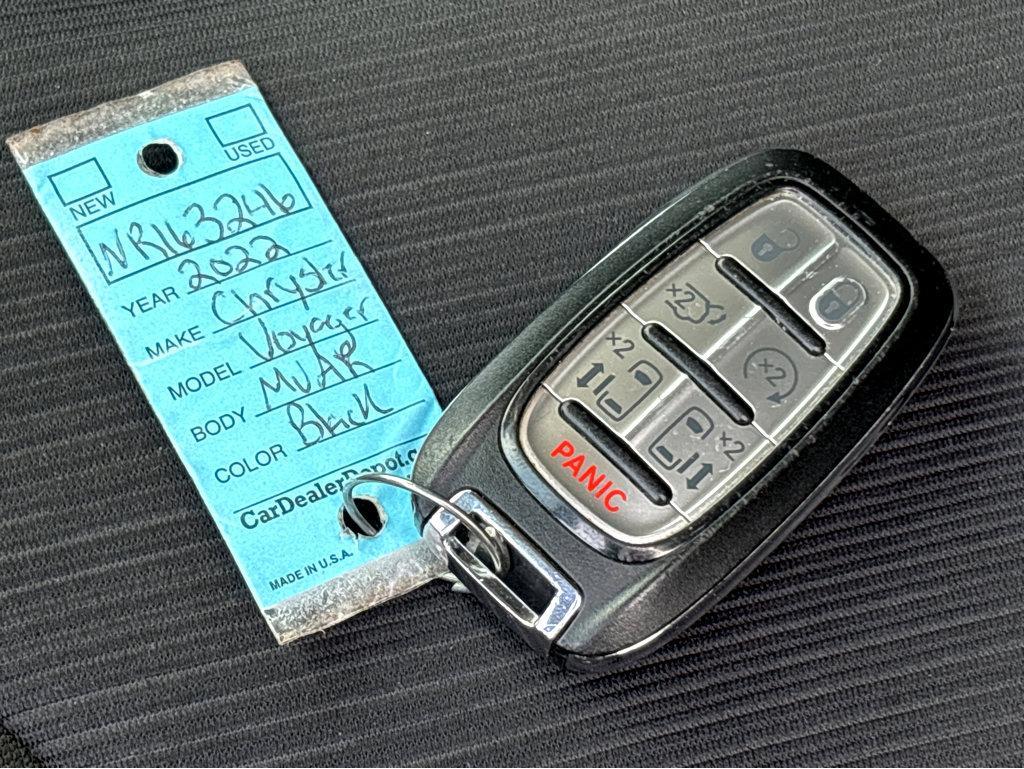 NEW
USED
NR163246
YEAR 2022
MAKE Chrysler
MODEL Voyager
BODY MVAR
COLOR Black
CarDealerDepot.c
MADE IN U.S.A.
x2
x2
x2
x2
PANIC